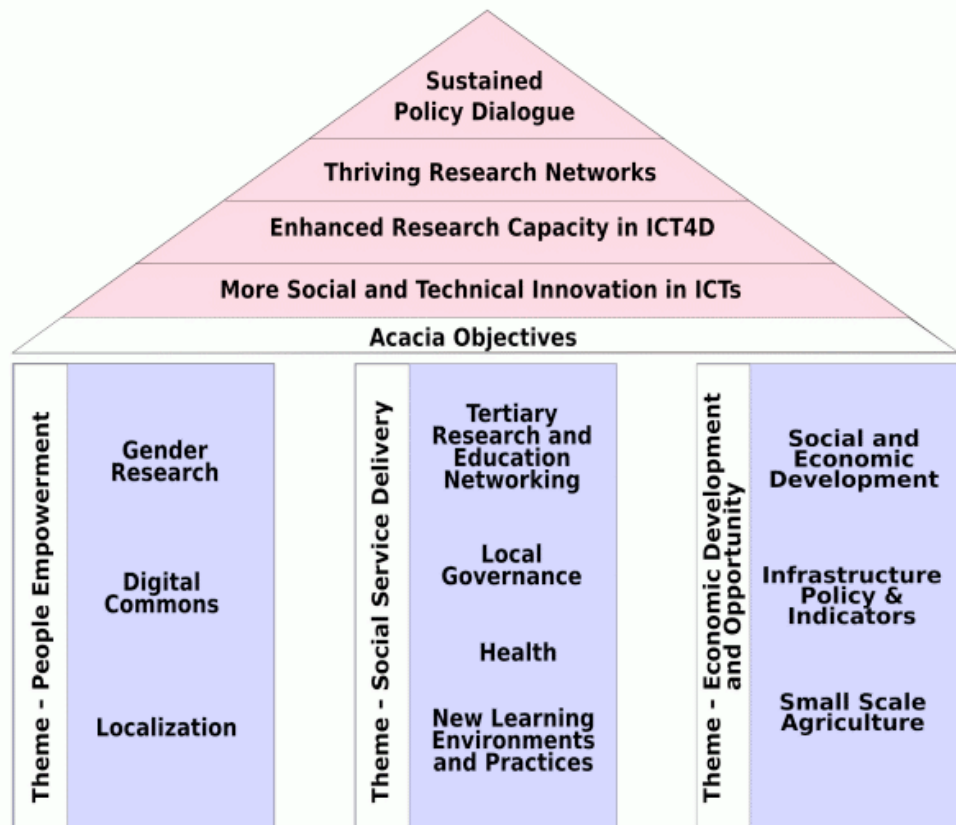 Sustained
Policy Dialogue
Thriving Research Networks
Enhanced Research Capacity in ICT4D
More Social and Technical Innovation in ICTs
Acacia Objectives
Theme – People Empowerment
Gender
Research
Digital
Commons
Localization
Theme – Social Service Delivery
Tertiary
Research and
Education
Networking
Local
Governance
Health
New Learning
Environments
and Practices
Theme – Economic Development
and Opportunity
Social and
Economic
Development
Infrastructure
Policy &
Indicators
Small Scale
Agriculture